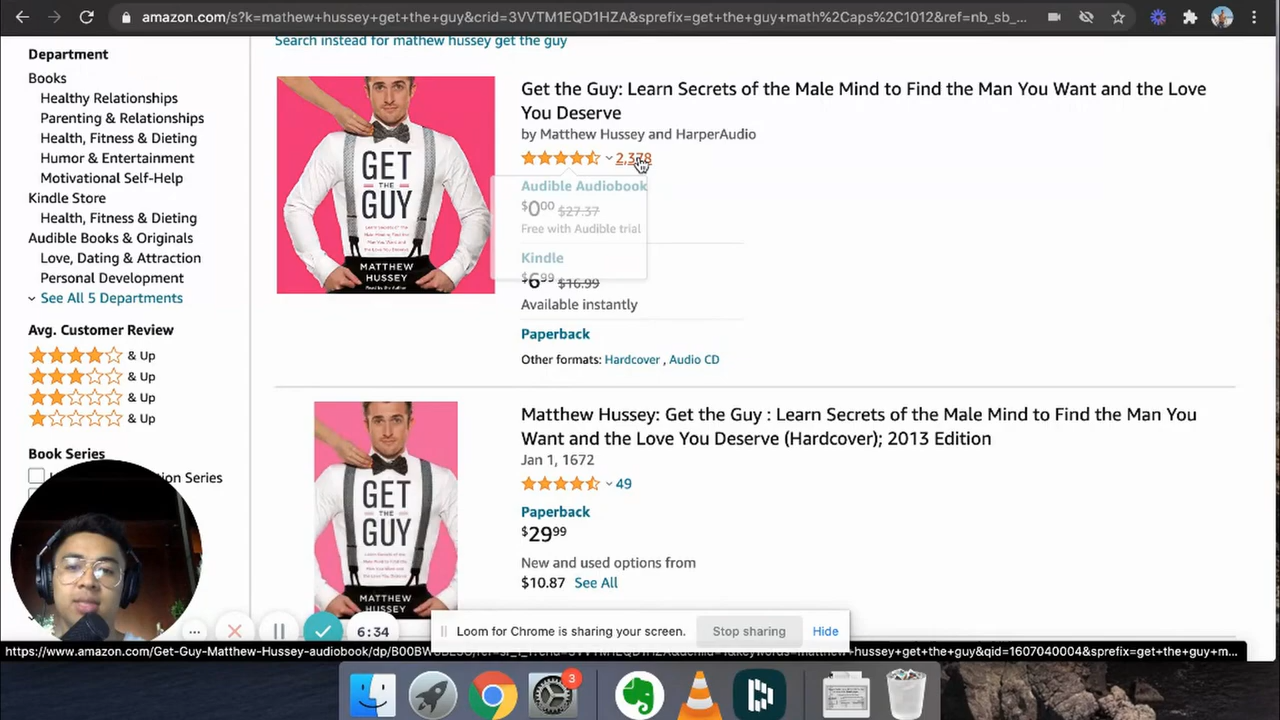 amazon.com/s?k=mathew+hussey+get+the+guy&crid=3VVTM1EQD1HZA&sprefix=get+the+guy+math%2Caps%2C1012&ref=nb_sb_...
Search instead for mathew hussey get the guy
Department
Books
Healthy Relationships
Parenting & Relationships
Health, Fitness & Dieting
Humor & Entertainment
Motivational Self-Help
Kindle Store
Health, Fitness & Dieting
Audible Books & Originals
Love, Dating & Attraction
Personal Development
See All 5 Departments
Avg. Customer Review
& Up
& Up
& Up
& Up
Book Series
Series
GET
THE
GUY
MATTHEW
HUSSEY
Read by the Author
Get the Guy: Learn Secrets of the Male Mind to Find the Man You Want and the Love
You Deserve
by Matthew Hussey and HarperAudio
2,378
Audible Audiobook
$0.00 $27.37
Free with Audible trial
Kindle
$6.99 $16.99
Available instantly
Paperback
Other formats: Hardcover , Audio CD
GET
THE
GUY
MATTHEW
HUSSEY
Matthew Hussey: Get the Guy : Learn Secrets of the Male Mind to Find the Man You
Want and the Love You Deserve (Hardcover); 2013 Edition
Jan 1, 1672
49
Paperback
$29.99
New and used options from
$10.87 See All
6:34
Loom for Chrome is sharing your screen. Stop sharing Hide
3